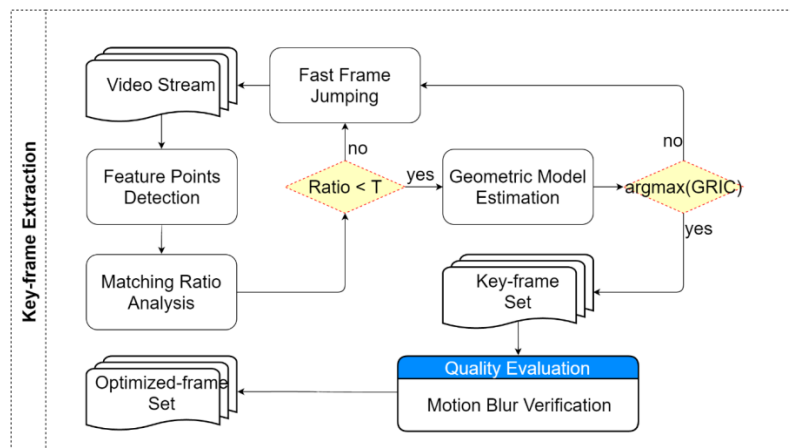 Key-frame Extraction
Video Stream
Fast Frame
Jumping
no
no
Feature Points
Detection
Ratio < T
yes
Geometric Model
Estimation
argmax(GRIC)
yes
Matching Ratio
Analysis
Key-frame
Set
Quality Evaluation
Motion Blur Verification
Optimized-frame
Set